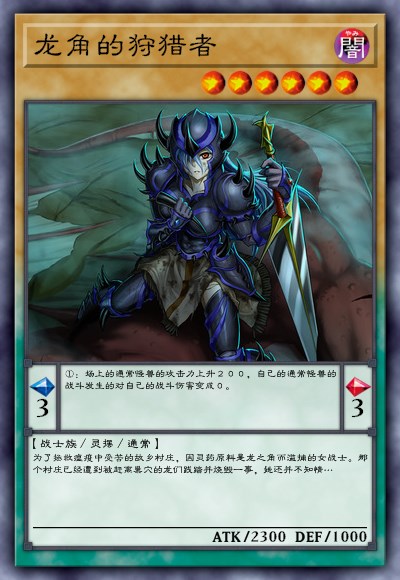 龙角的狩猎者
やみ
闇
①：场上的通常怪兽的攻击力上升２００，自己的通常怪兽的
战斗发生的对自己的战斗伤害变成０。
3
3
【战士族／灵摆／通常】
为了拯救瘟疫中受苦的故乡村庄，因灵药原料是龙之角而滥捕的女战士。那
个村庄已经遭到被赶离巢穴的龙们践踏并烧毁一事，她还并不知情…
ATK/2300 DEF/1000